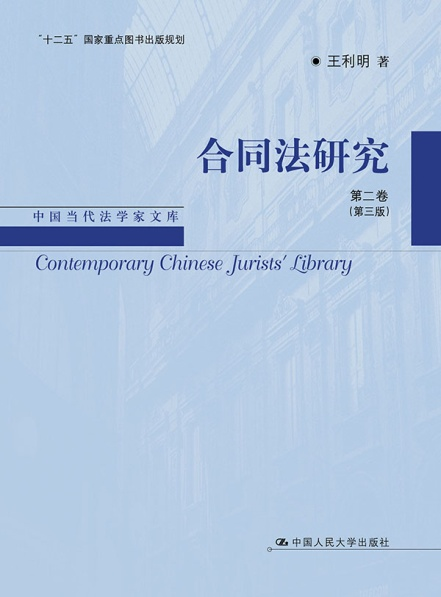 “十二五”国家重点图书出版规划
王利明 著
合同法研究
第二卷
(第三版)
中国当代法学家文库
Contemporary Chinese Jurists' Library
中国人民大学出版社